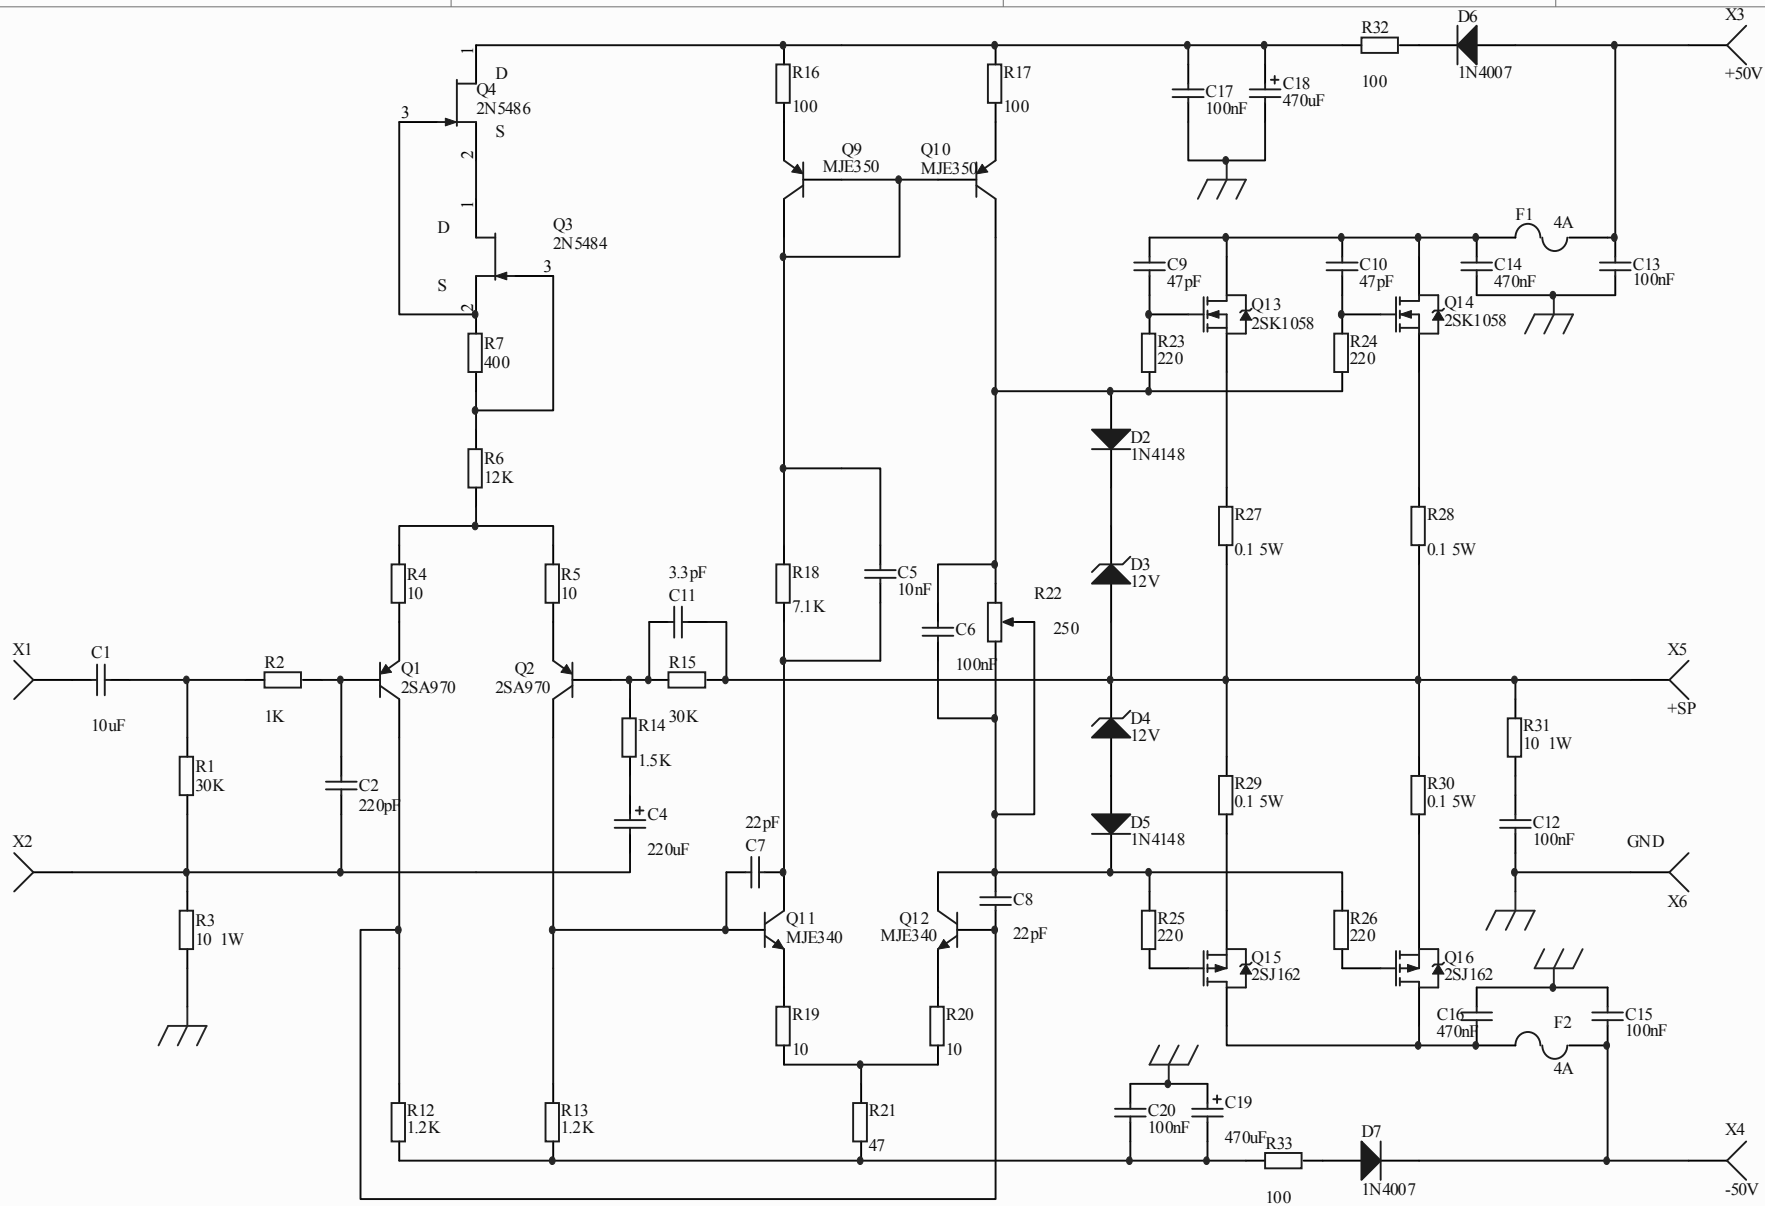 D6
X3
1
R32
D
R16
R17
Q4
+
C18
1N4007
+50V
2N5486
C17
100
470uF
3
100
100
100nF
S
2
Q9
Q10
MJE350
MJE350
1
F1
4A
D
Q3
2N5484
3
C9
C10
C14
C13
47pF
47pF
470nF
100nF
S
2
Q13
Q14
2SK1058
2SK1058
R7
R23
R24
400
220
220
D2
R6
1N4148
12K
R27
R28
0.1 5W
0.1 5W
R4
R5
3.3pF
R18
C5
D3
10
10
10nF
12V
C11
7.1K
R22
C6
250
X1
C1
R2
Q1
Q2
R15
100nF
X5
2SA970
2SA970
10uF
1K
30K
+SP
R14
D4
R31
1.5K
12V
10 1W
R1
C2
R29
R30
30K
220pF
0.1 5W
0.1 5W
+
C4
22pF
D5
C12
X2
220uF
C7
1N4148
100nF
GND
C8
X6
R3
Q11
Q12
R25
R26
10 1W
MJE340
MJE340
22pF
220
220
Q15
Q16
2SJ162
2SJ162
R19
R20
C16
F2
C15
10
10
470nF
100nF
4A
R12
R13
R21
C20
+
C19
1.2K
1.2K
100nF
47
470uF
R33
D7
X4
100
1N4007
-50V